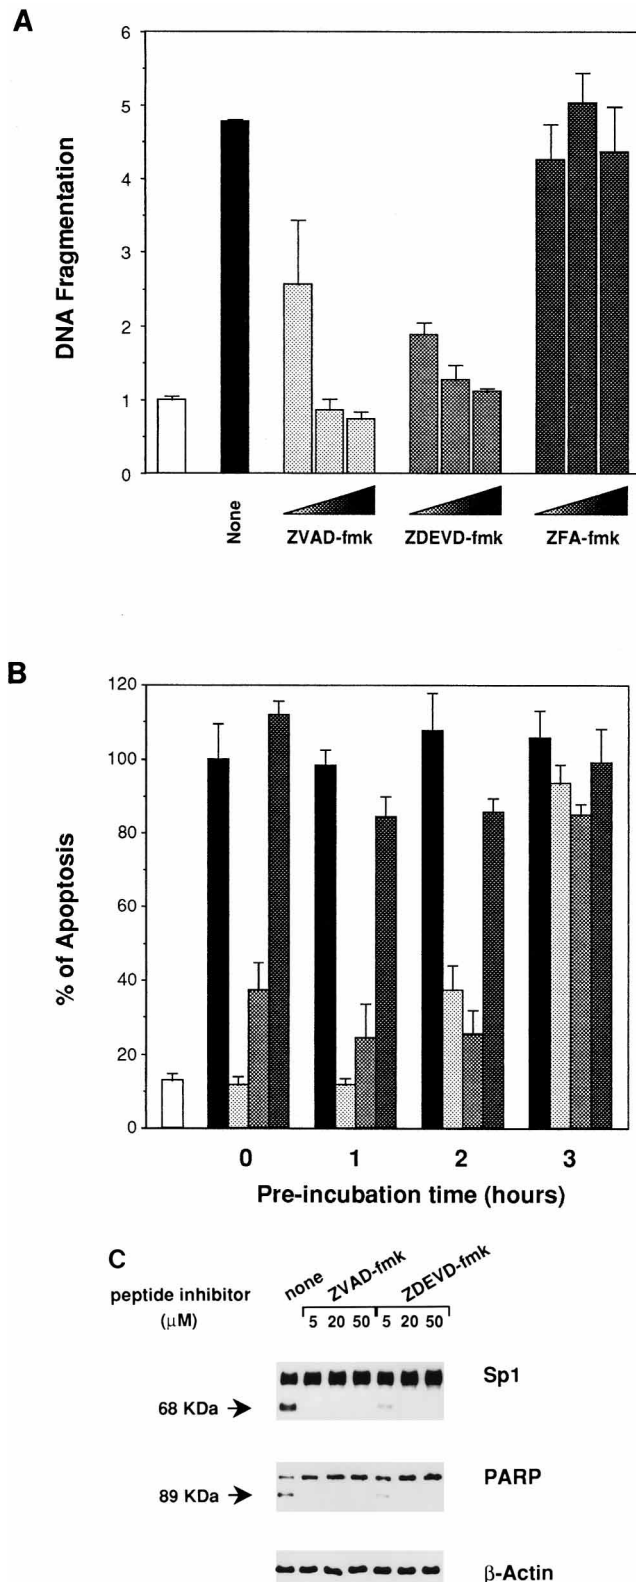 A
6
5
4
3
2
1
0
DNA Fragmentation
None
ZVAD-fmk
ZDEVD-fmk
ZFA-fmk
B
120
100
80
60
40
20
0
% of Apoptosis
0 1 2 3
Pre-incubation time (hours)
C
peptide inhibitor
(μM)
none
ZVAD-fmk
ZDEVD-fmk
5 20 50 5 20 50
Sp1
68 KDa
PARP
89 KDa
β-Actin